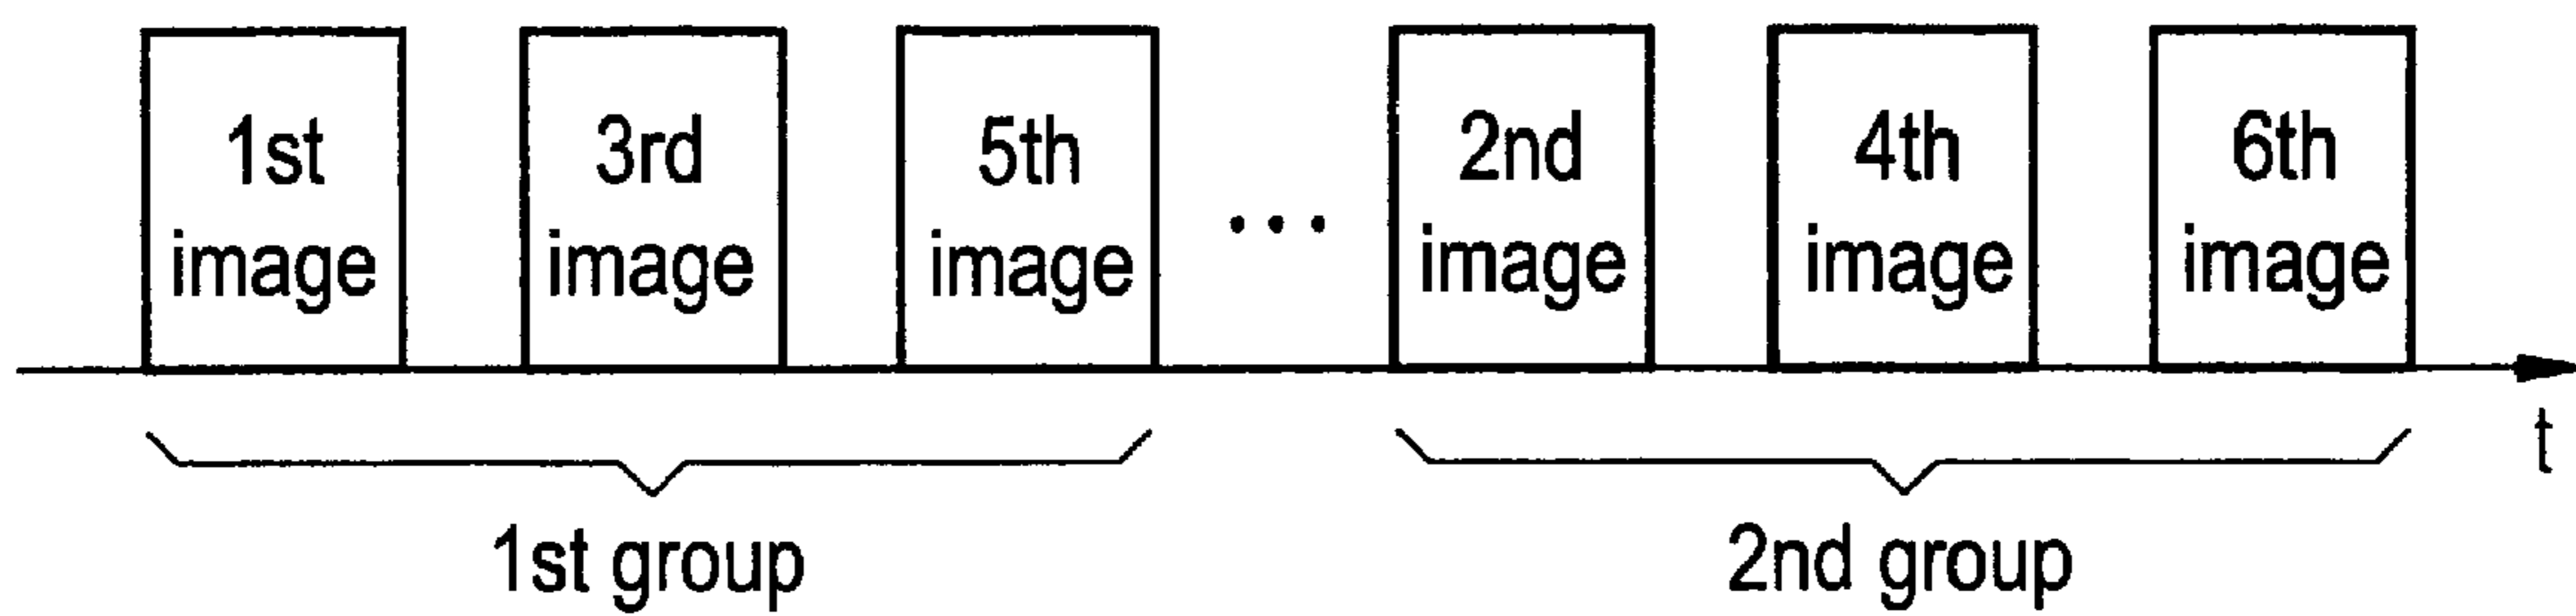 1st
image
3rd
image
5th
image
...
2nd
image
4th
image
6th
image
t
1st group
2nd group